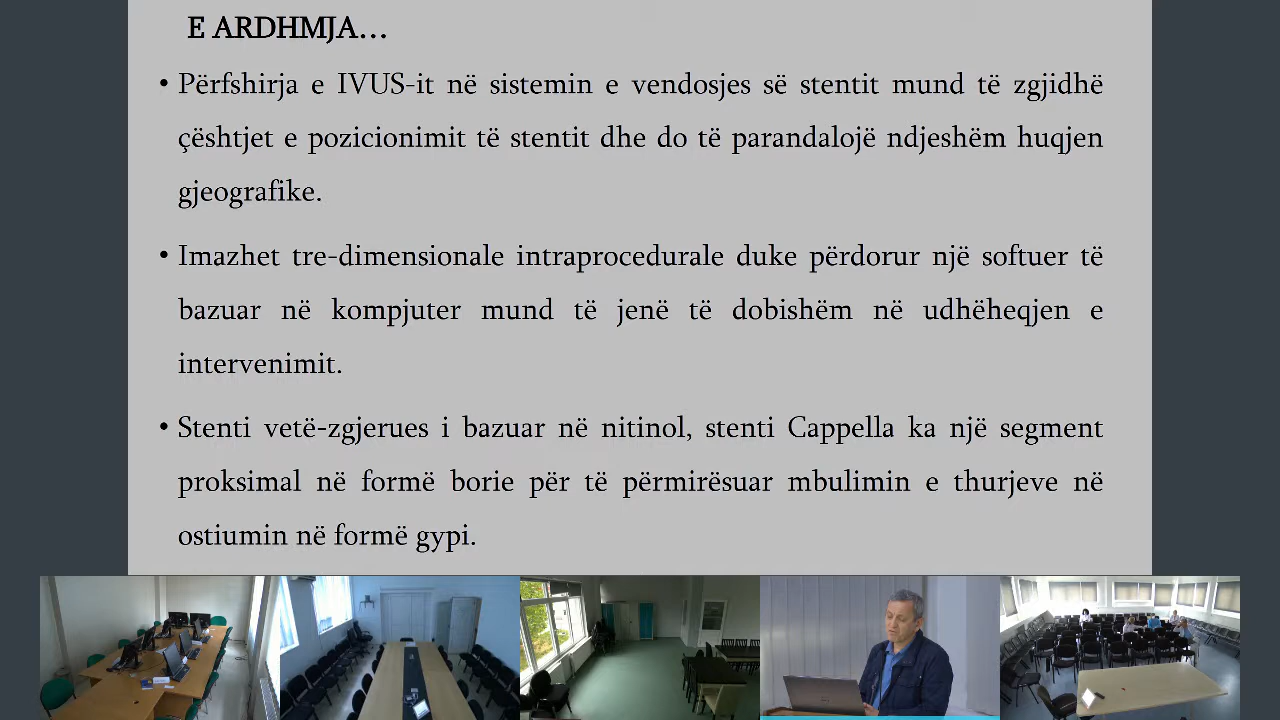 E ARDHMJA...
• Përfshirja e IVUS-it në sistemin e vendosjes së stentit mund të zgjidhë
çështjet e pozicionimit të stentit dhe do të parandalojë ndjeshëm huqjen
gjeografike.
• Imazhet tre-dimensionale intraprocedurale duke përdorur një softuer të
bazuar në kompjuter mund të jenë të dobishëm në udhëheqjen e
intervenimit.
• Stenti vetë-zgjerues i bazuar në nitinol, stenti Cappella ka një segment
proksimal në formë borie për të përmirësuar mbulimin e thurjeve në
ostiumin në formë gypi.